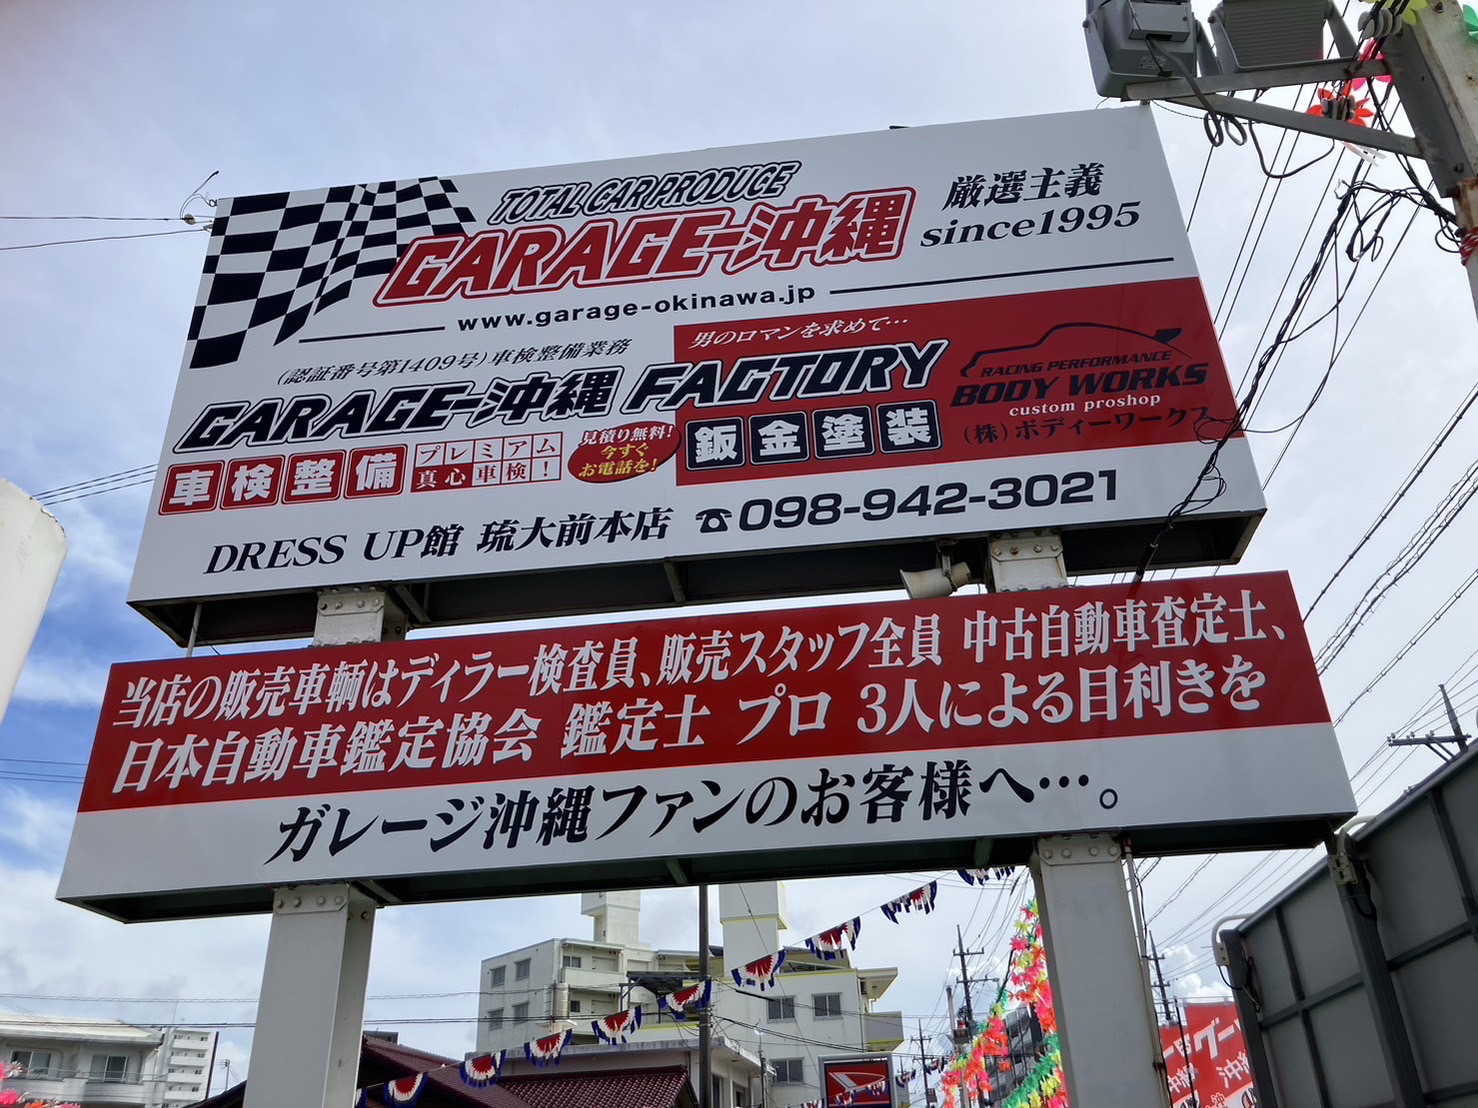 TOTAL CAR PRODUCE
GARAGE-沖縄
厳選主義
since1995
www.garage-okinawa.jp
(認証番号第1409号)車検整備業務
GARAGE-沖縄 FACTORY
車検整備
プレミアム
真心車検!
見積り無料!
今すぐ
お電話を!
男のロマンを求めて…
鈑金塗装
RACING PERFORMANCE
BODY WORKS
custom proshop
(株)ボディーワークス
DRESS UP館 琉大前本店 ☎098-942-3021
当店の販売車輌はディラー検査員、販売スタッフ全員 中古自動車査定士、
日本自動車鑑定協会 鑑定士 プロ 3人による目利きを
ガレージ沖縄ファンのお客様へ…。